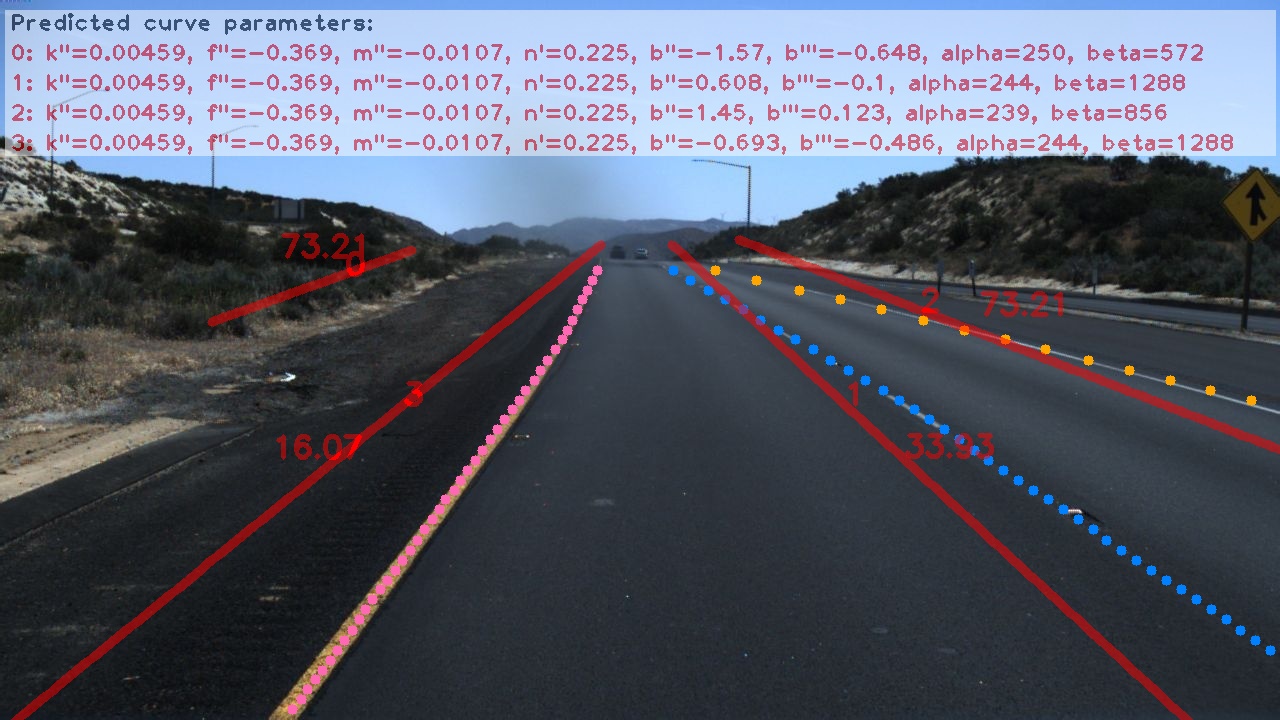 Predicted curve parameters:
0: k''=0.00459, f''=−0.369, m''=−0.0107, n'=0.225, b''=−1.57, b'''=−0.648, alpha=250, beta=572
1: k''=0.00459, f''=−0.369, m''=−0.0107, n'=0.225, b''=0.608, b'''=−0.1, alpha=244, beta=1288
2: k''=0.00459, f''=−0.369, m''=−0.0107, n'=0.225, b''=1.45, b'''=0.123, alpha=239, beta=856
3: k''=0.00459, f''=−0.369, m''=−0.0107, n'=0.225, b''=−0.693, b'''=−0.486, alpha=244, beta=1288
73.21
0
2 73.21
3
1
16.07
33.93